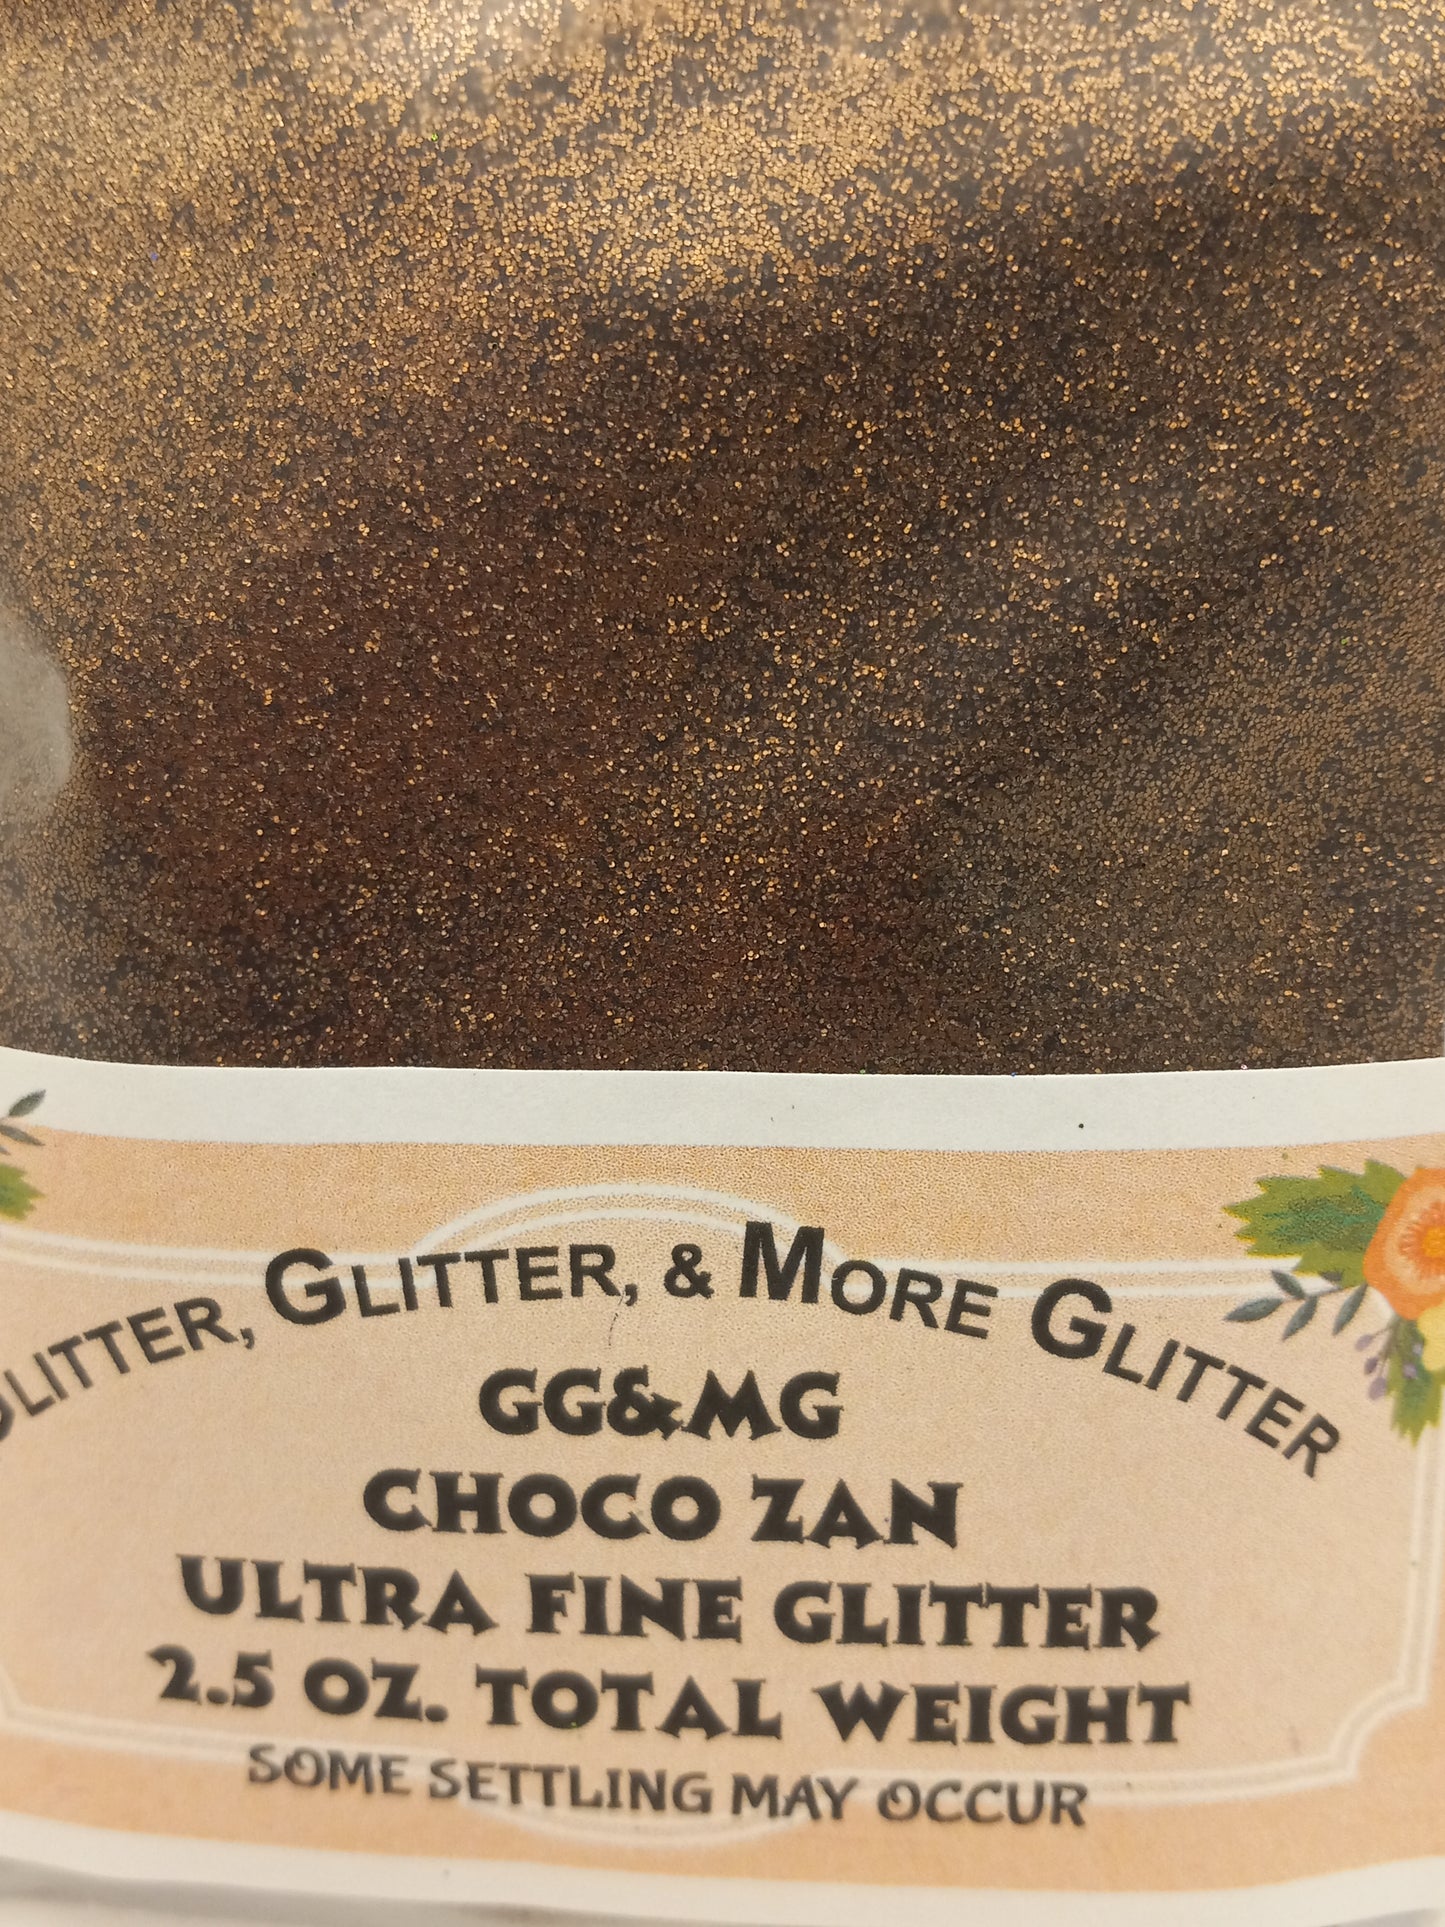 GLITTER, GLITTER, & MORE GLITTER
GG&MG
CHOCO ZAN
ULTRA FINE GLITTER
2.5 OZ. TOTAL WEIGHT
SOME SETTLING MAY OCCUR